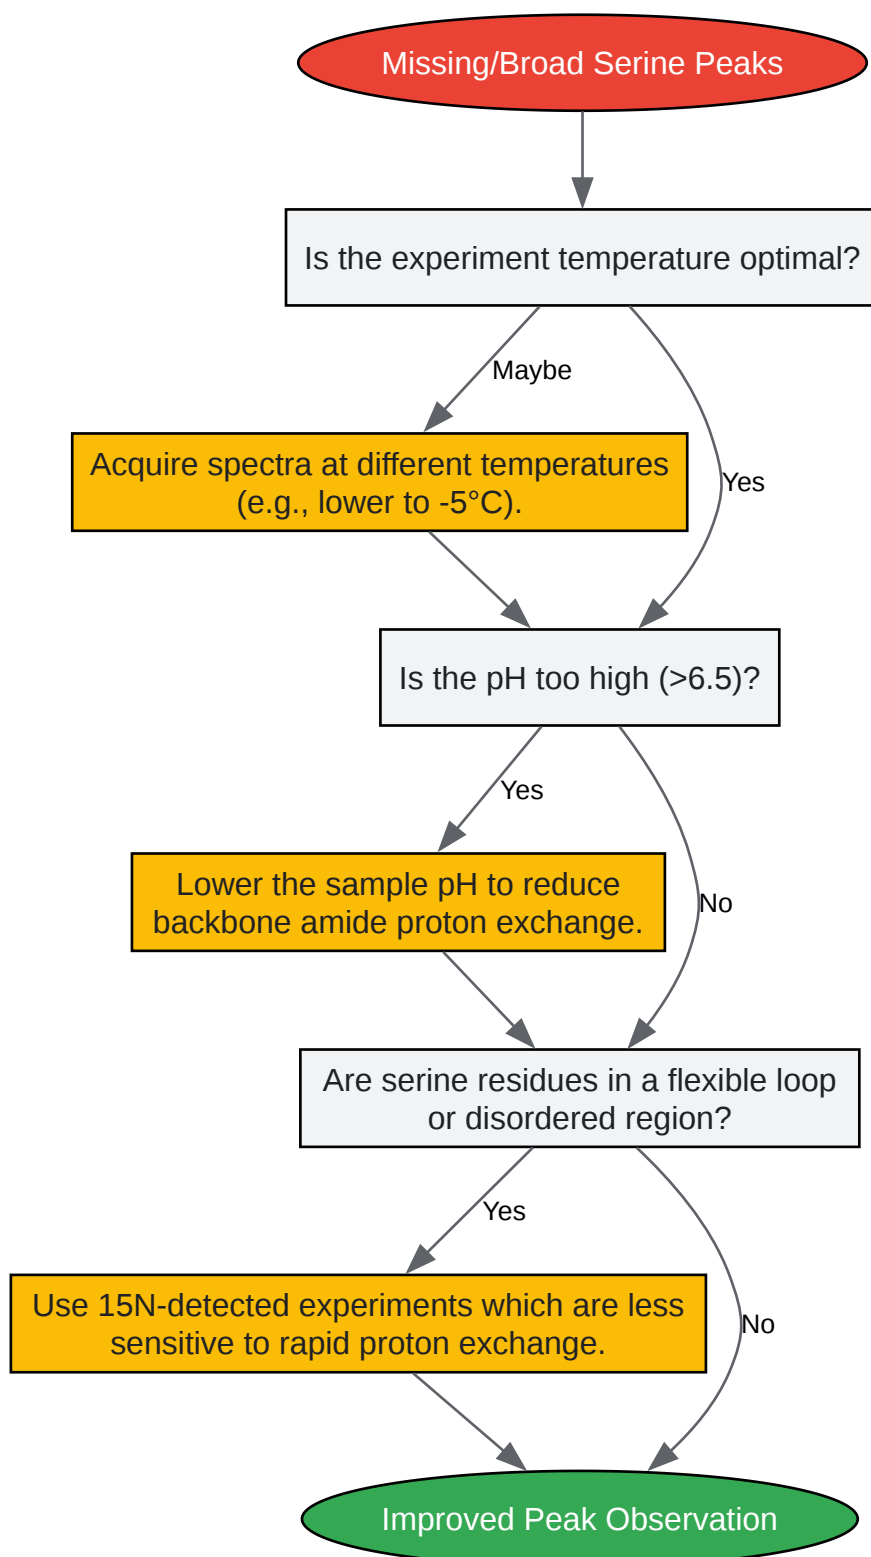 Missing/Broad Serine Peaks
Is the experiment temperature optimal?
Maybe
Acquire spectra at different temperatures
(e.g., lower to -5°C).
Yes
Is the pH too high (>6.5)?
Yes
Lower the sample pH to reduce
backbone amide proton exchange.
No
Are serine residues in a flexible loop
or disordered region?
Yes
Use 15N-detected experiments which are less
sensitive to rapid proton exchange.
No
Improved Peak Observation